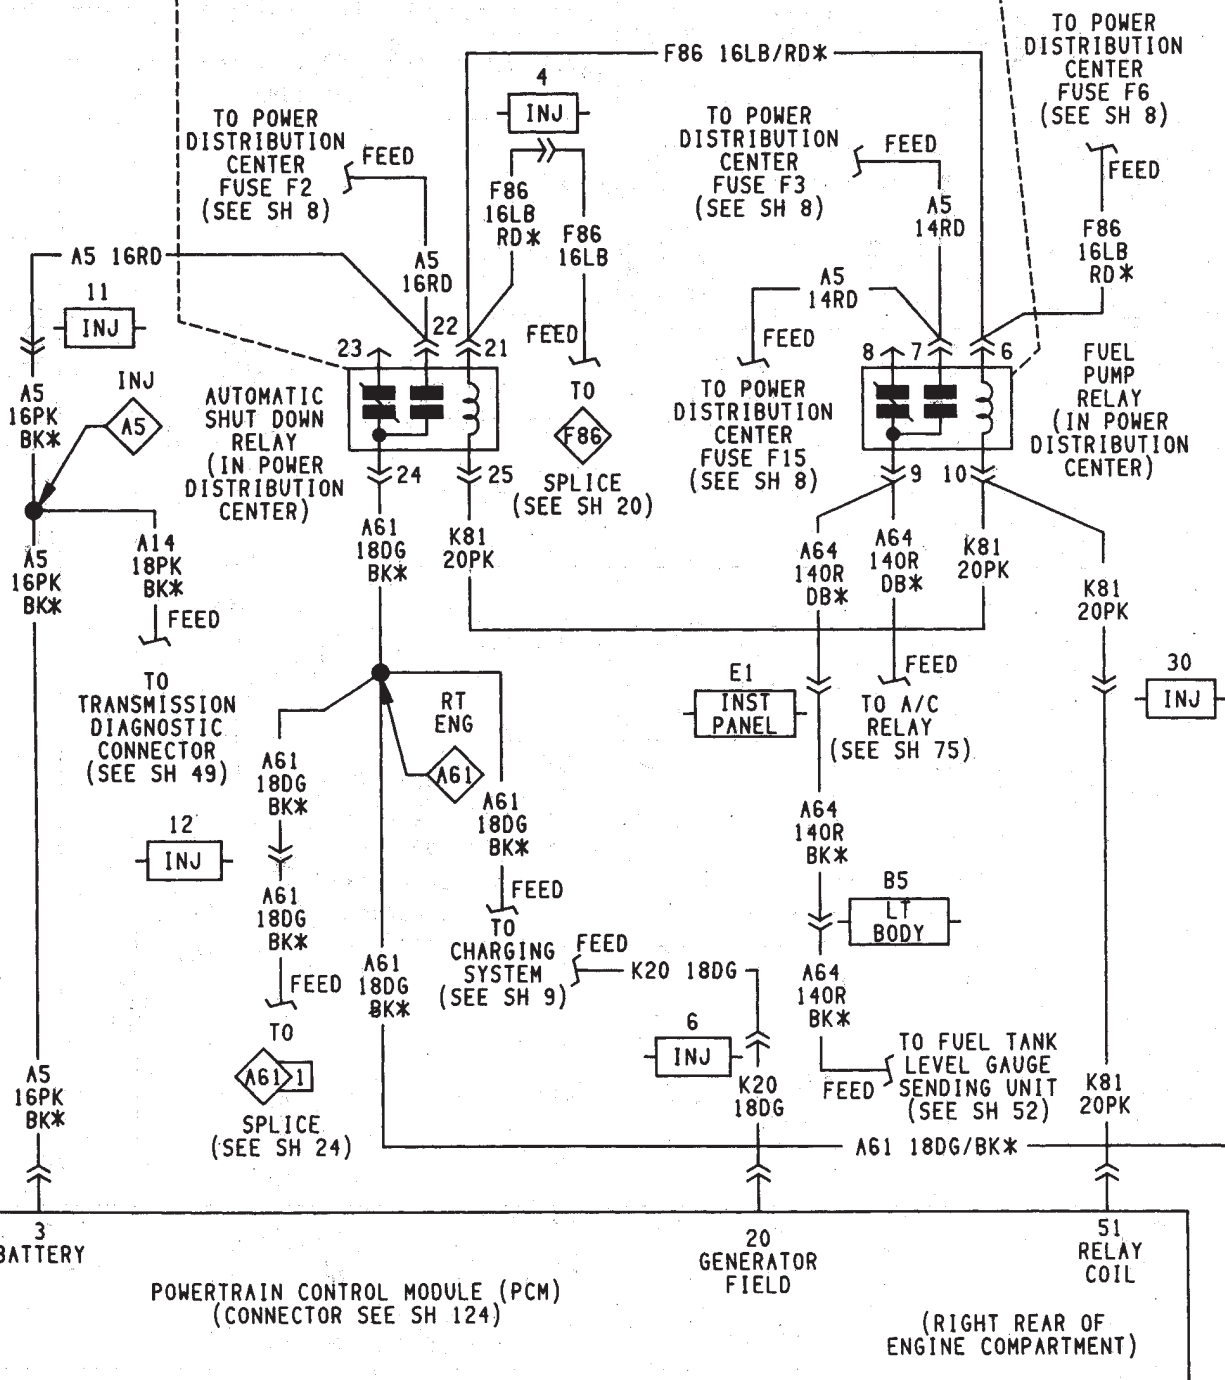 TO POWER
DISTRIBUTION
CENTER
FUSE F6
(SEE SH 8)
FEED
F86 16LB/RD*
4
INJ
TO POWER
DISTRIBUTION
CENTER
FUSE F2
(SEE SH 8)
FEED
TO POWER
DISTRIBUTION
CENTER
FUSE F3
(SEE SH 8)
FEED
F86
16LB
RD*
F86
16LB
A5
14RD
F86
16LB
RD*
A5 16RD
A5
16RD
A5
14RD
11
INJ
22
23
21
FEED
FEED
8
7
6
FUEL
PUMP
RELAY
(IN POWER
DISTRIBUTION
CENTER)
A5
16PK
BK*
INJ
A5
AUTOMATIC
SHUT DOWN
RELAY
(IN POWER
DISTRIBUTION
CENTER)
TO
F86
SPLICE
(SEE SH 20)
TO POWER
DISTRIBUTION
CENTER
FUSE F15
(SEE SH 8)
24
25
9
10
A5
16PK
BK*
A14
18PK
BK*
FEED
A61
18DG
BK*
K81
20PK
A64
14OR
DB*
A64
14OR
DB*
K81
20PK
K81
20PK
TO
TRANSMISSION
DIAGNOSTIC
CONNECTOR
(SEE SH 49)
RT
ENG
A61
E1
INST
PANEL
FEED
TO A/C
RELAY
(SEE SH 75)
30
INJ
A61
18DG
BK*
A61
18DG
BK*
A64
14OR
BK*
12
INJ
A61
18DG
BK*
FEED
TO
CHARGING
SYSTEM
(SEE SH 9)
FEED
K20 18DG
B5
LT
BODY
FEED
A61
18DG
BK*
A64
14OR
BK*
TO
A61
1
SPLICE
(SEE SH 24)
6
INJ
K20
18DG
TO FUEL TANK
LEVEL GAUGE
SENDING UNIT
(SEE SH 52)
FEED
A5
16PK
BK*
K81
20PK
A61 18DG/BK*
3
BATTERY
20
GENERATOR
FIELD
51
RELAY
COIL
POWERTRAIN CONTROL MODULE (PCM)
(CONNECTOR SEE SH 124)
(RIGHT REAR OF
ENGINE COMPARTMENT)